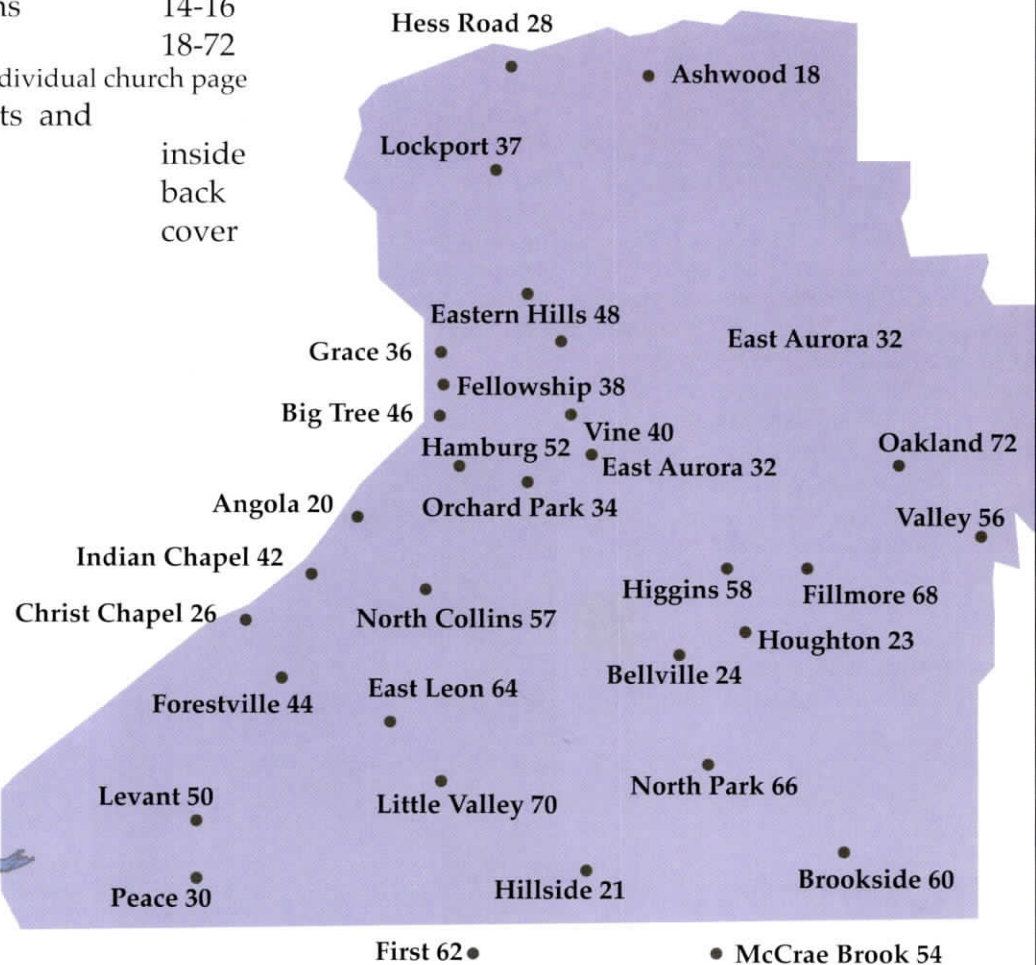 14-16
18-72
church page
and
inside
back
cover
Hess Road 28
Ashwood 18
Lockport 37
Eastern Hills 48
East Aurora 32
Grace 36
Fellowship 38
Big Tree 46
Vine 40
Hamburg 52
Oakland 72
East Aurora 32
Angola 20
Orchard Park 34
Valley 56
Indian Chapel 42
Higgins 58
Fillmore 68
Christ Chapel 26
North Collins 57
Houghton 23
Bellville 24
East Leon 64
Forestville 44
North Park 66
Levant 50
Little Valley 70
Brookside 60
Hillside 21
Peace 30
First 62
McCrae Brook 54